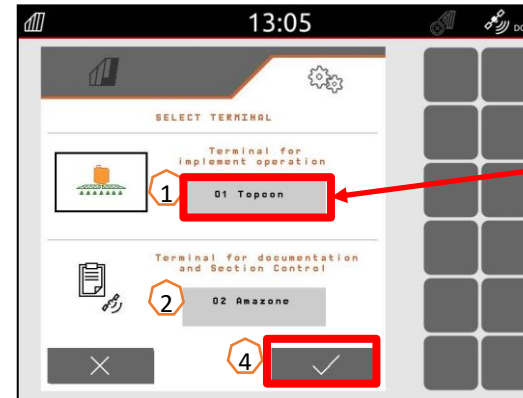 13:05
DO
SELECT TERMINAL
Terminal for
implement operation
1
01 Topcon
Terminal for documentation
and Section Control
2
02 Amazone
4